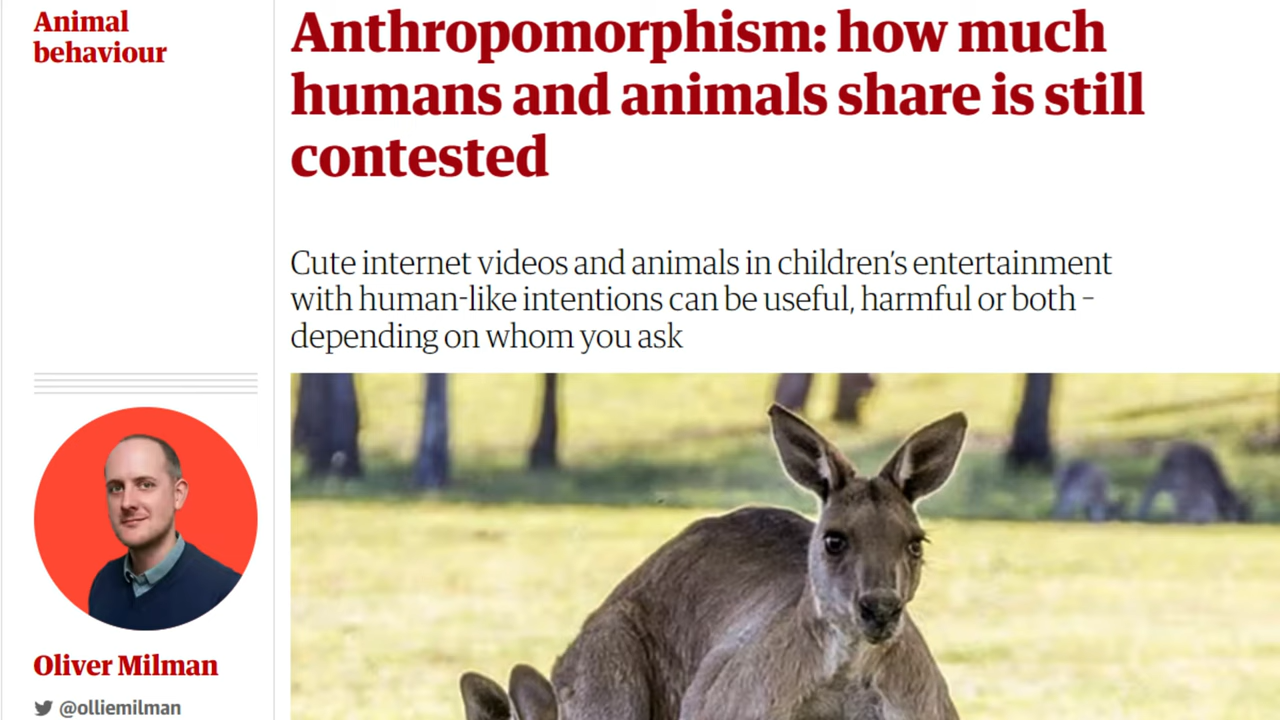 Animal
behaviour
Anthropomorphism: how much
humans and animals share is still
contested
Cute internet videos and animals in children's entertainment
with human-like intentions can be useful, harmful or both –
depending on whom you ask
Oliver Milman
@olliemilman